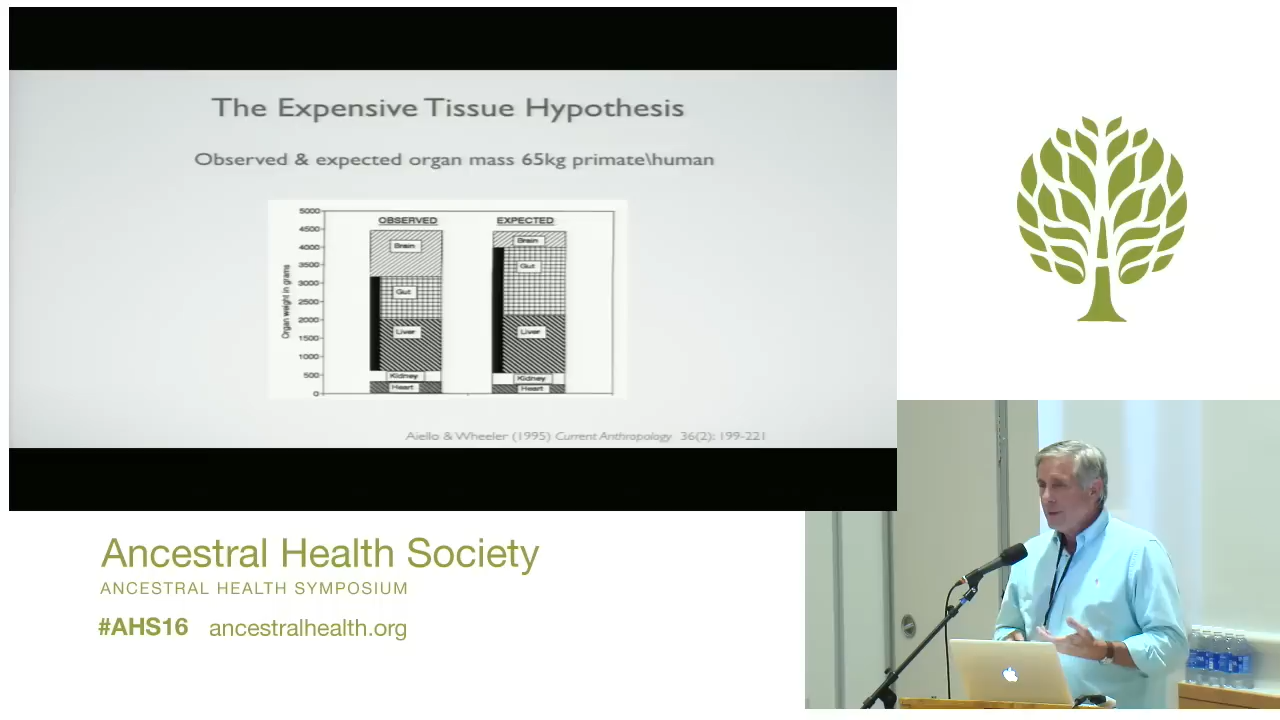 The Expensive Tissue Hypothesis
Observed & expected organ mass 65kg primate\human
OBSERVED
EXPECTED
5000
4500
4000
3500
3000
2500
2000
1500
1000
500
0
Organ weight in grams
Brain
Gut
Liver
Kidney
Heart
Brain
Gut
Liver
Kidney
Heart
Aiello & Wheeler (1995) Current Anthropology 36(2): 199-221
Ancestral Health Society
ANCESTRAL HEALTH SYMPOSIUM
#AHS16 ancestralhealth.org